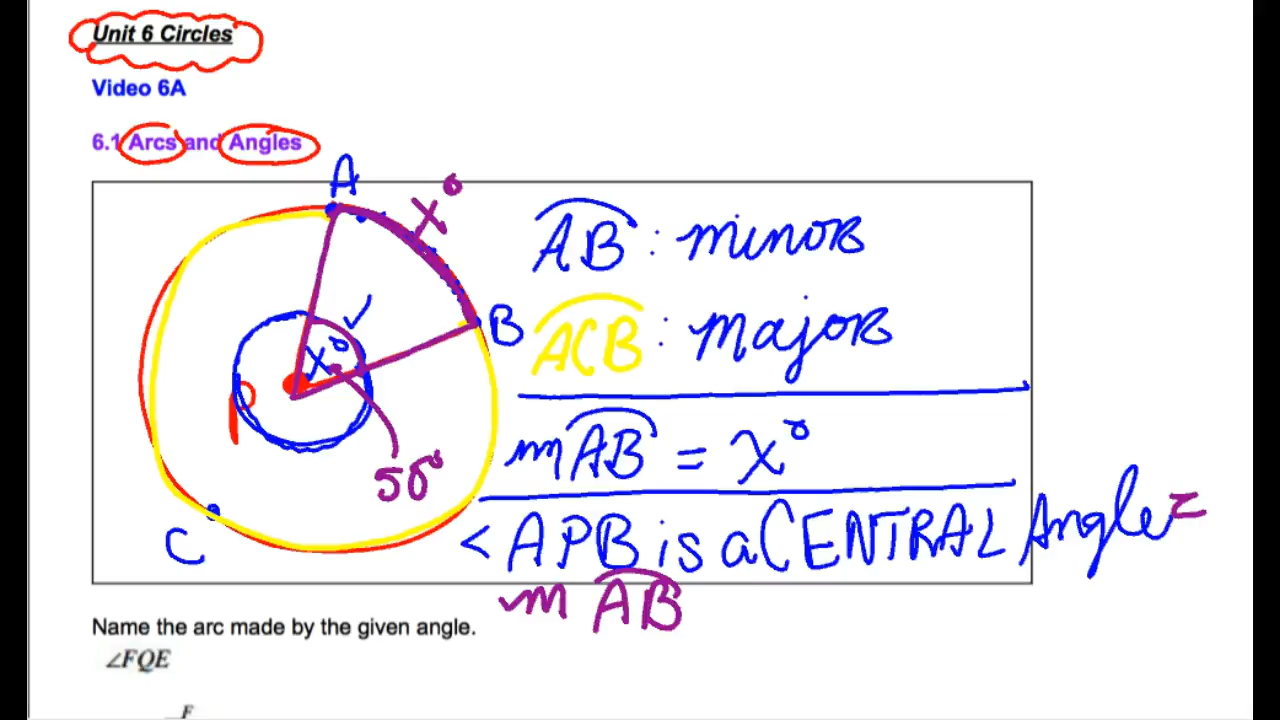 Unit 6 Circles
Video 6A
6.1 Arcs and Angles
A
x°
B
x°
P
50°
C
AB : minor
ACB : major
mAB = x°
<APB is a CENTRAL Angle =
m AB
Name the arc made by the given angle.
∠FQE
F